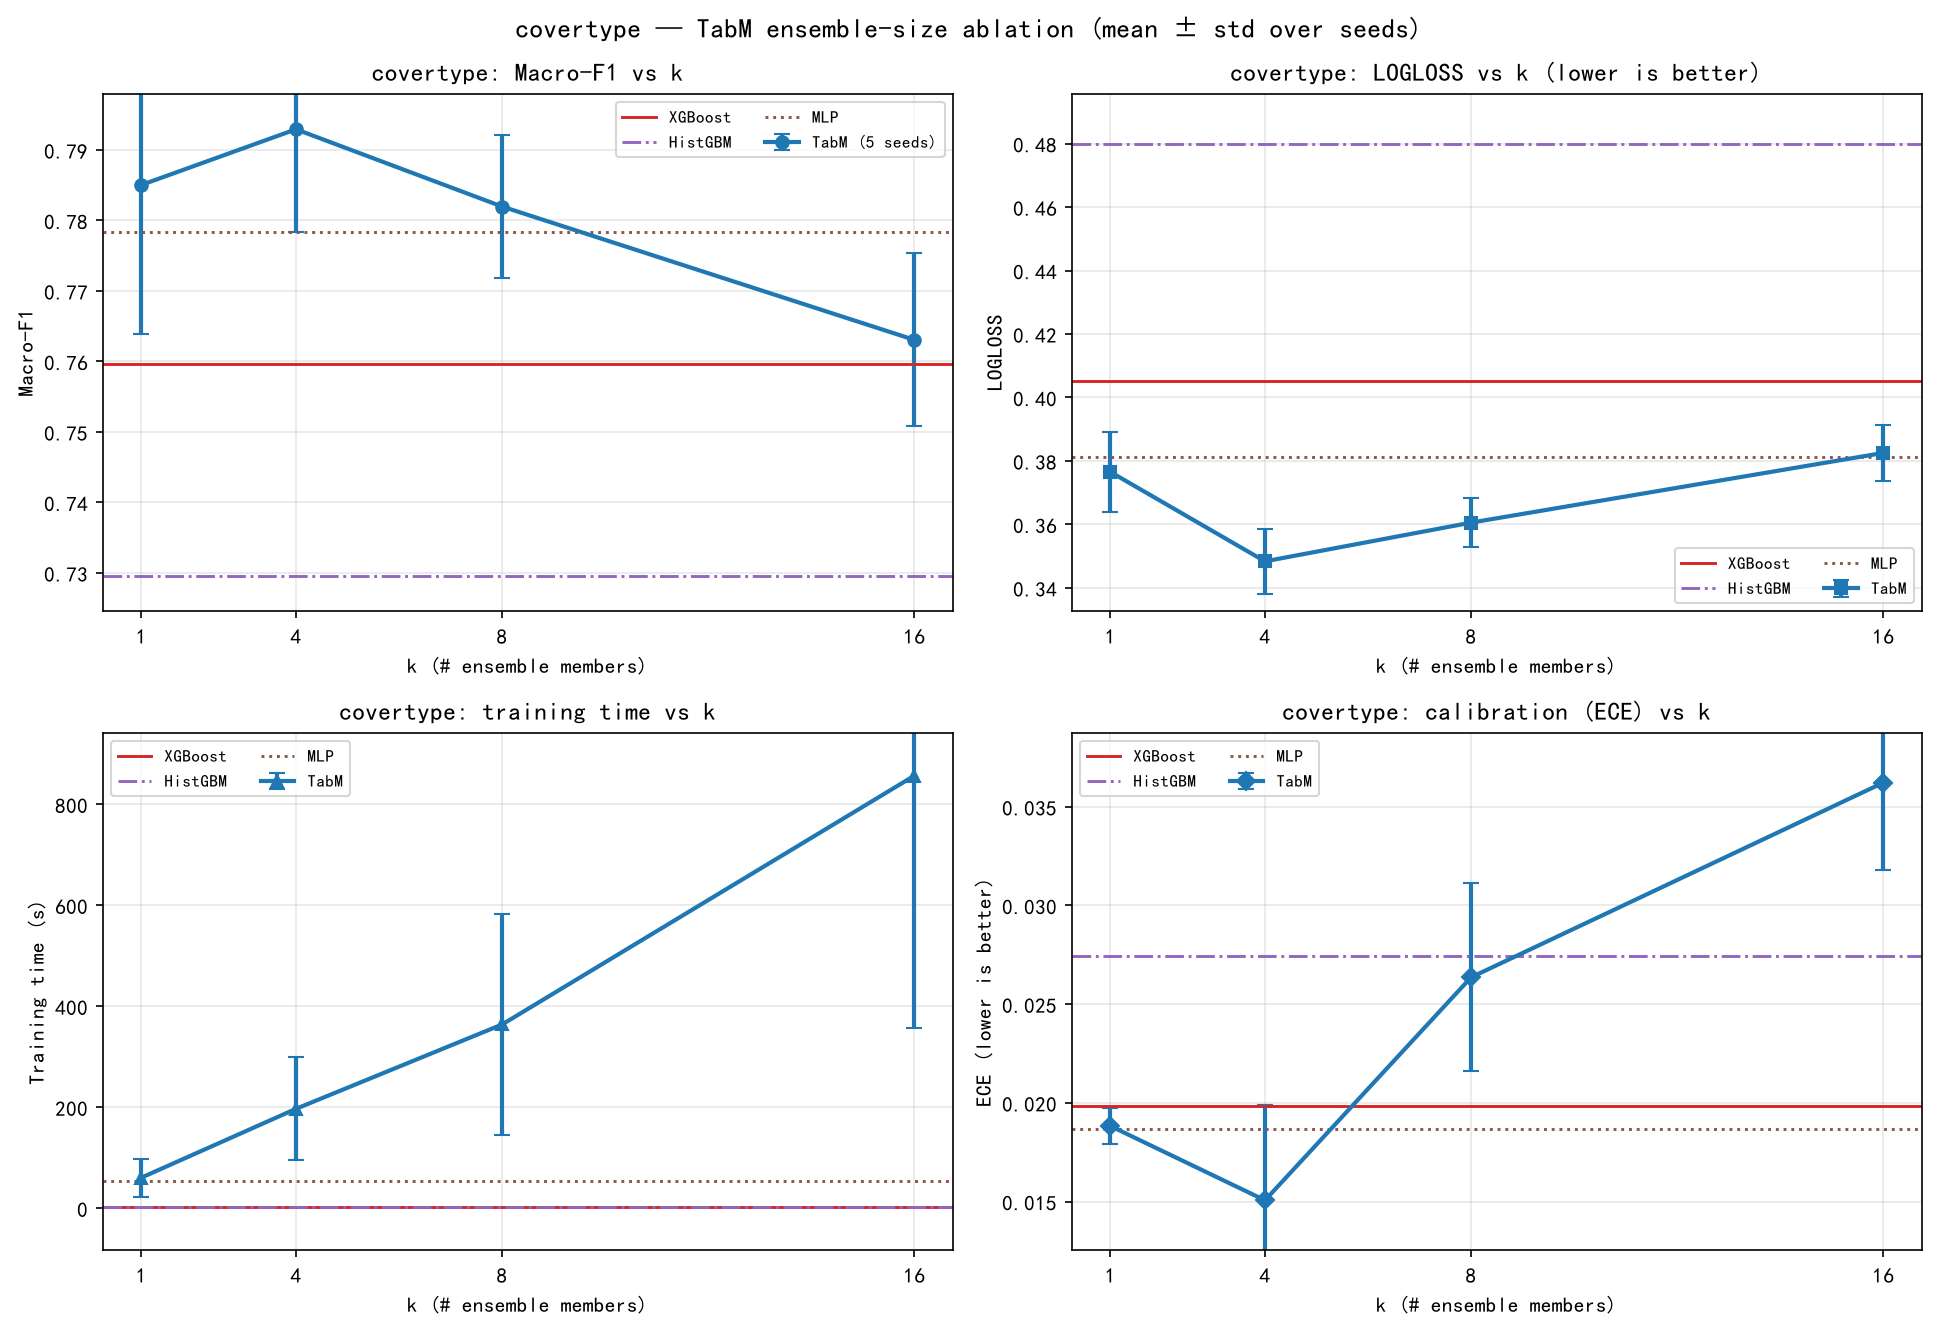 covertype — TabM ensemble-size ablation (mean ± std over seeds)
covertype: Macro-F1 vs k
XGBoost
HistGBM
MLP
TabM (5 seeds)
Macro-F1
0.79
0.78
0.77
0.76
0.75
0.74
0.73
1 4 8 16
k (# ensemble members)
covertype: LOGLOSS vs k (lower is better)
LOGLOSS
0.48
0.46
0.44
0.42
0.40
0.38
0.36
0.34
XGBoost
HistGBM
MLP
TabM
1 4 8 16
k (# ensemble members)
covertype: training time vs k
XGBoost
HistGBM
MLP
TabM
Training time (s)
800
600
400
200
0
1 4 8 16
k (# ensemble members)
covertype: calibration (ECE) vs k
XGBoost
HistGBM
MLP
TabM
ECE (lower is better)
0.035
0.030
0.025
0.020
0.015
1 4 8 16
k (# ensemble members)